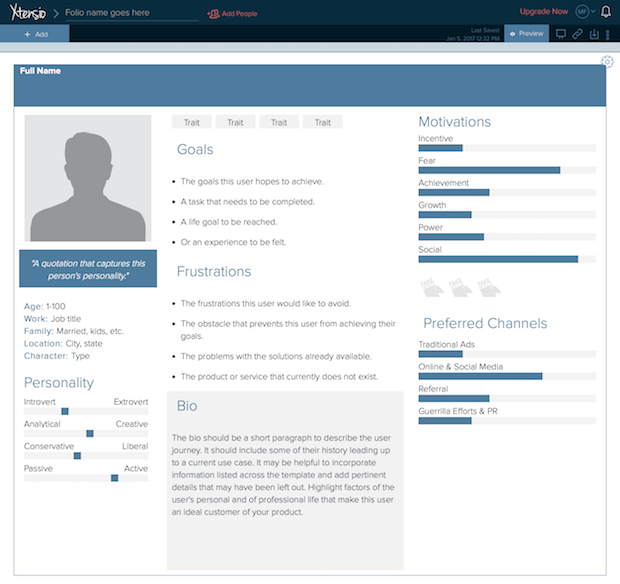 Xtensio
Folio name goes here
Add People
Upgrade Now
MF
+ Add
Last Saved
Jan 5, 2017 12:32 PM
Preview
Full Name
"A quotation that captures this
person's personality."
Age: 1-100
Work: Job title
Family: Married, kids, etc.
Location: City, state
Character: Type
Personality
Introvert Extrovert
Analytical Creative
Conservative Liberal
Passive Active
Trait Trait Trait Trait
Goals
• The goals this user hopes to achieve.
• A task that needs to be completed.
• A life goal to be reached.
• Or an experience to be felt.
Frustrations
• The frustrations this user would like to avoid.
• The obstacle that prevents this user from achieving their
goals.
• The problems with the solutions already available.
• The product or service that currently does not exist.
Bio
The bio should be a short paragraph to describe the user
journey. It should include some of their history leading up
to a current use case. It may be helpful to incorporate
information listed across the template and add pertinent
details that may have been left out. Highlight factors of the
user's personal and of professional life that make this user
an ideal customer of your product.
Motivations
Incentive
Fear
Achievement
Growth
Power
Social
Preferred Channels
Traditional Ads
Online & Social Media
Referral
Guerrilla Efforts & PR